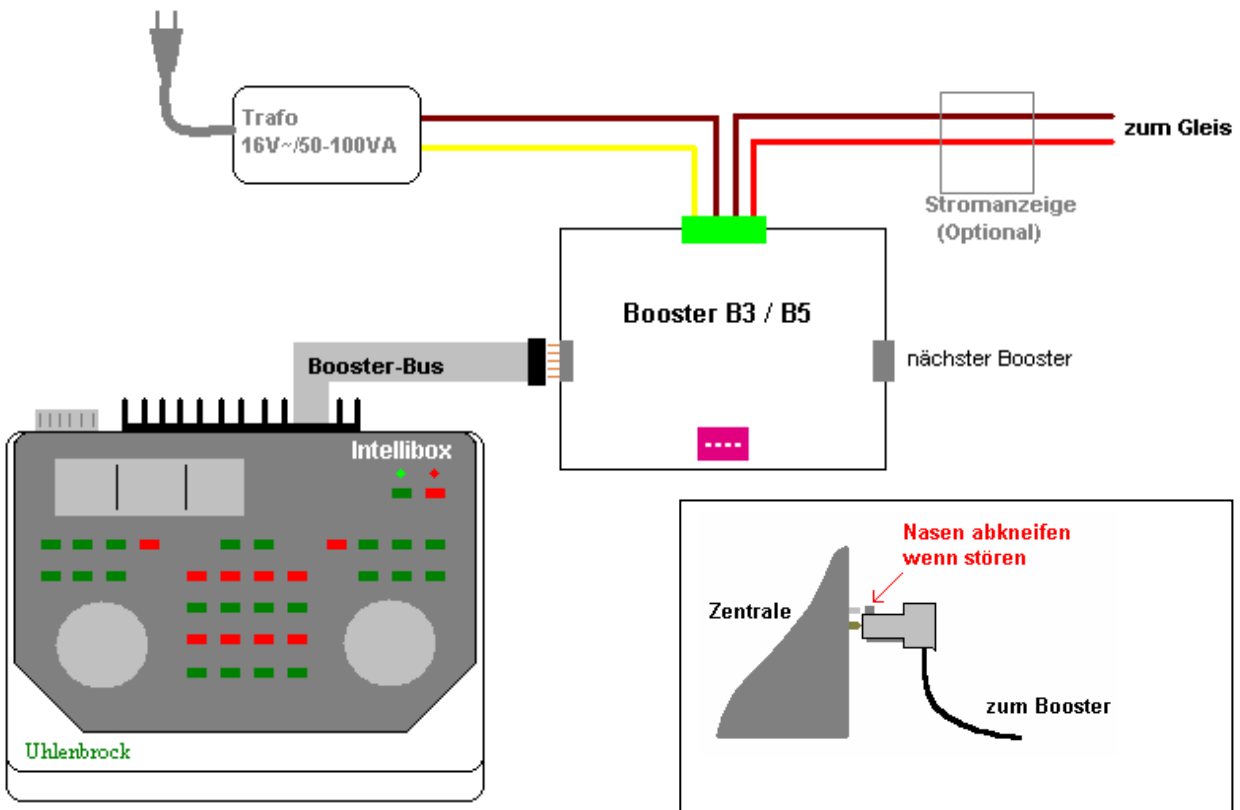 Trafo
16V~/50-100VA
zum Gleis
Stromanzeige
(Optional)
Booster B3 / B5
nächster Booster
Booster-Bus
Intellibox
Uhlenbrock
Nasen abkneifen
wenn stören
Zentrale
zum Booster